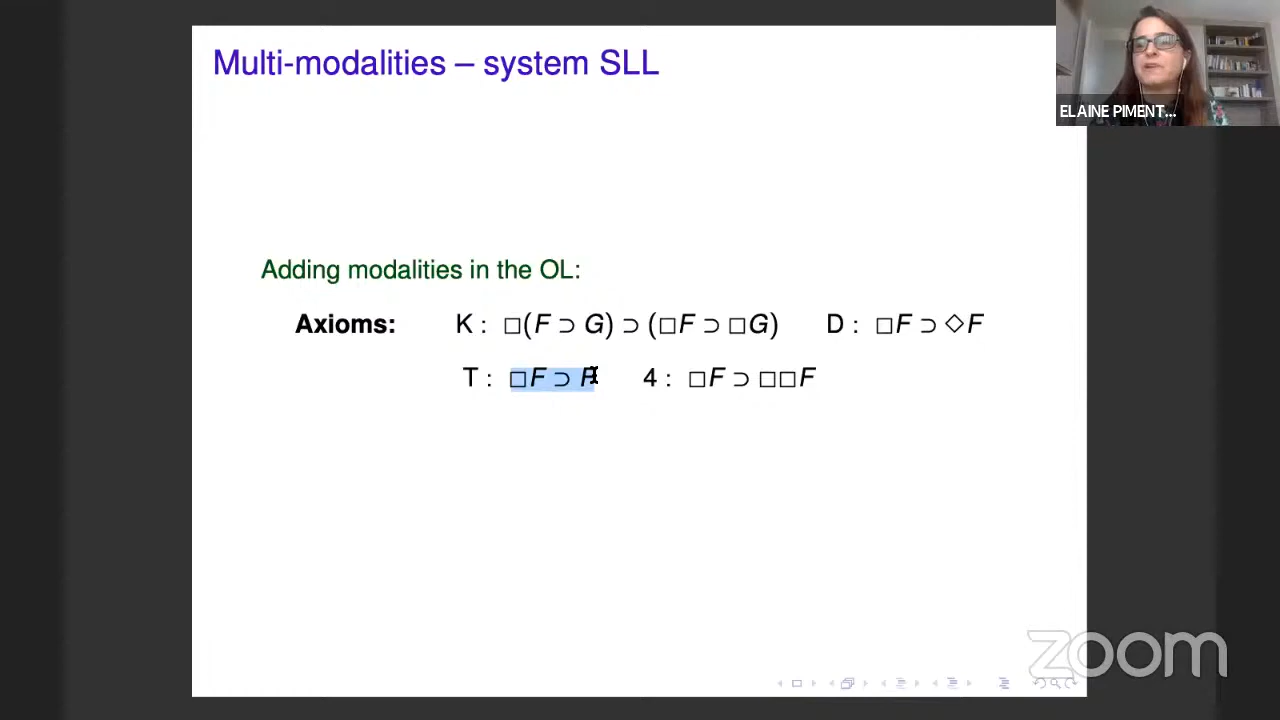 Multi-modalities – system SLL
ELAINE PIMENT...
Adding modalities in the OL:
Axioms: K : □(F ⊃ G) ⊃ (□F ⊃ □G) D : □F ⊃ ◇F
T : □F ⊃ F 4 : □F ⊃ □□F
zoom